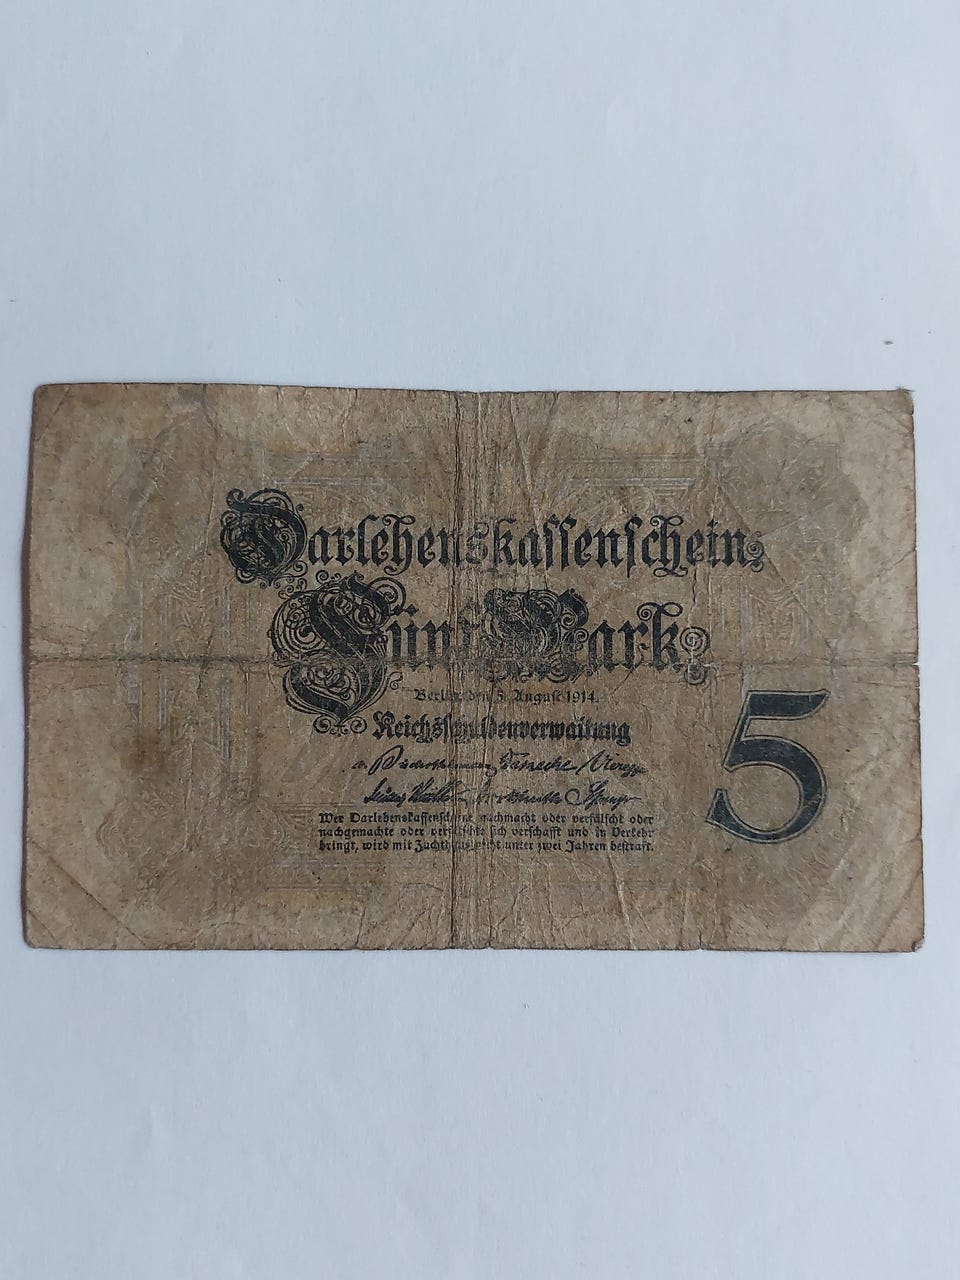 Darlehenskassenschein
Fünf Mark
Berlin, den 5. August 1914.
Reichsschuldenverwaltung
Wer Darlehenskassenscheine nachmacht oder verfälscht oder
nachgemachte oder verfälschte sich verschafft und in Verkehr
bringt, wird mit Zuchthaus nicht unter zwei Jahren bestraft.
5